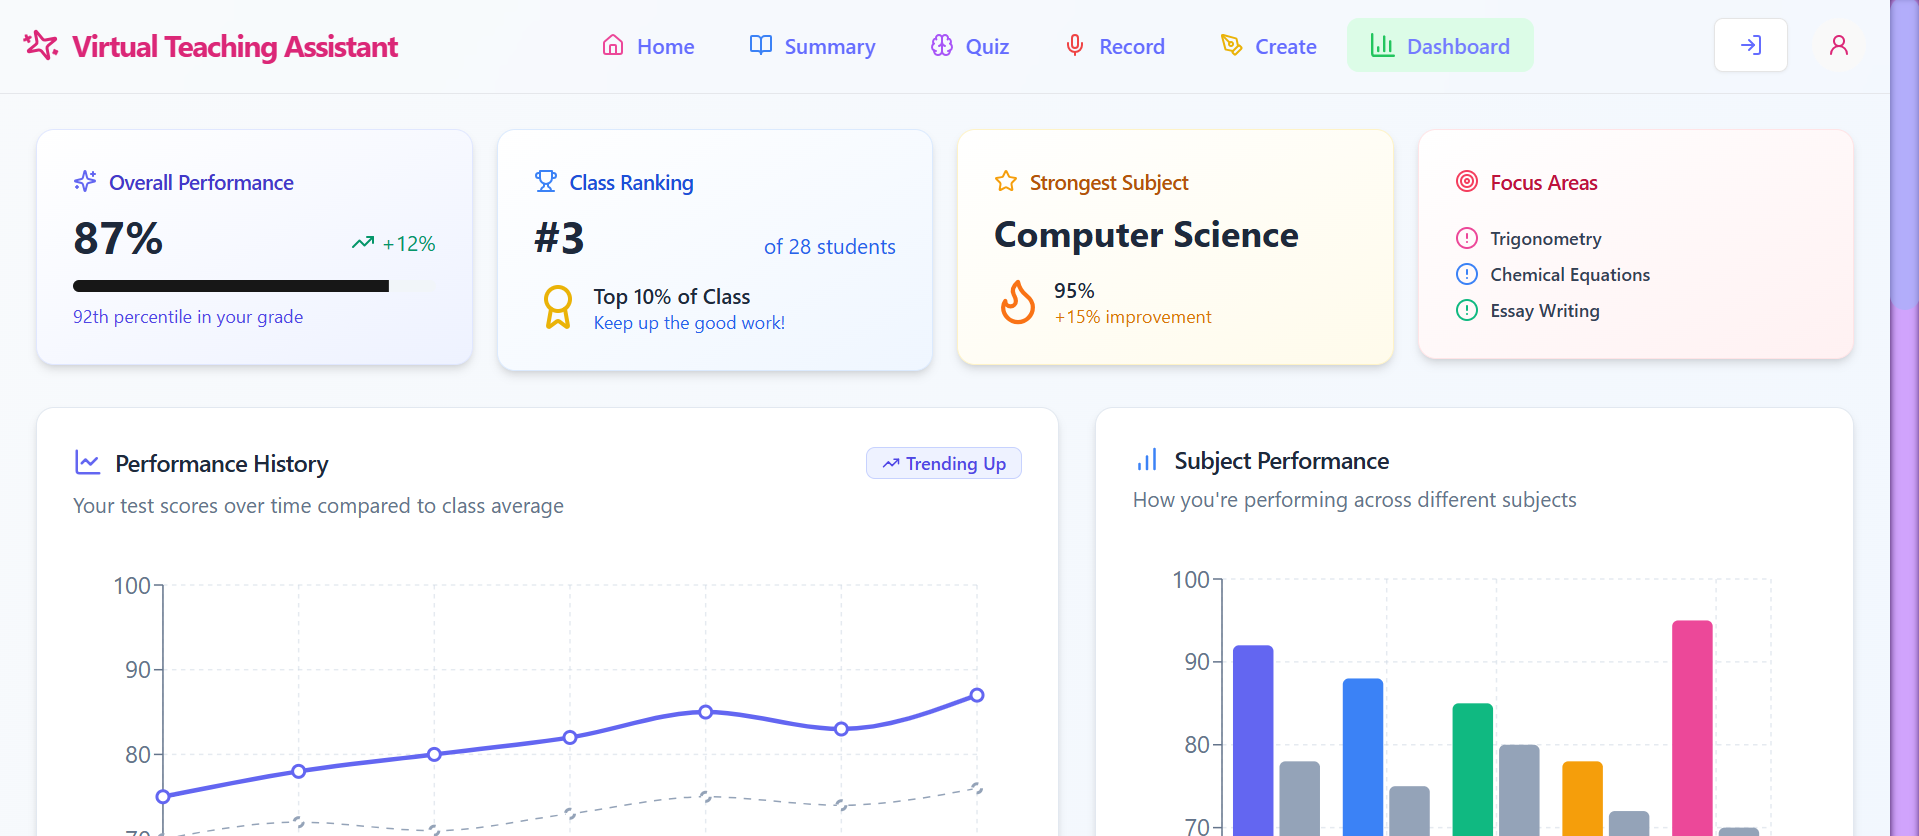 Virtual Teaching Assistant
Home
Summary
Quiz
Record
Create
Dashboard
Overall Performance
87%
+12%
92th percentile in your grade
Class Ranking
#3
of 28 students
Top 10% of Class
Keep up the good work!
Strongest Subject
Computer Science
95%
+15% improvement
Focus Areas
Trigonometry
Chemical Equations
Essay Writing
Performance History
Trending Up
Your test scores over time compared to class average
100
90
80
70
Subject Performance
How you're performing across different subjects
100
90
80
70